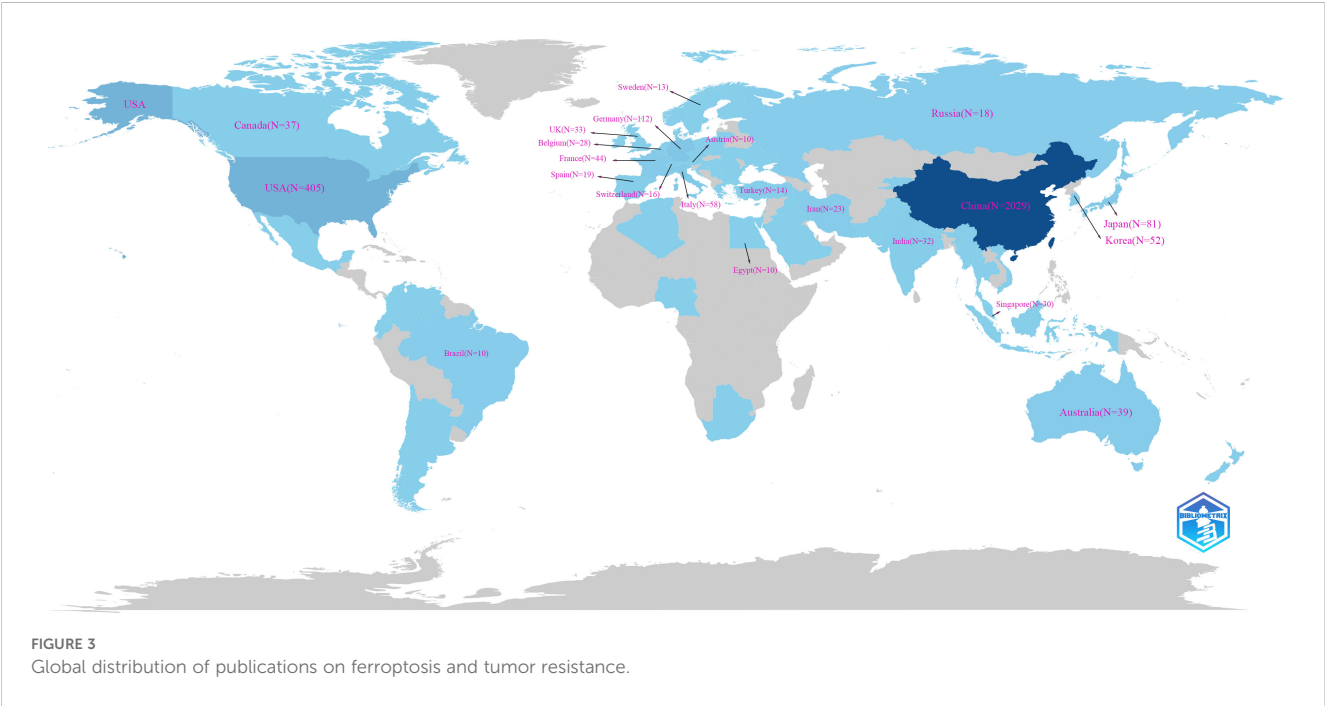 Sweden(N=13)
USA
Canada(N=37)
Germany(N=112)
Russia(N=18)
UK(N=33)
Austria(N=10)
Belgium(N=28)
France(N=44)
Spain(N=19)
USA(N=405)
Switzerland(N=16)
Turkey(N=14)
Italy(N=58)
Iran(N=23)
China(N=2029)
Japan(N=81)
Korea(N=52)
India(N=32)
Egypt(N=10)
Singapore(N=30)
Brazil(N=10)
Australia(N=39)
BIBLIOMETRIX
FIGURE 3
Global distribution of publications on ferroptosis and tumor resistance.